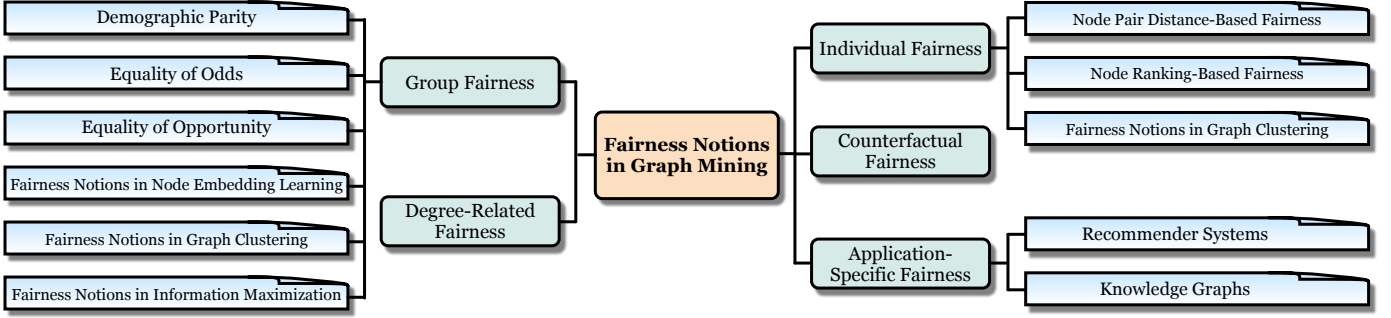 Demographic Parity
Equality of Odds
Equality of Opportunity
Fairness Notions in Node Embedding Learning
Fairness Notions in Graph Clustering
Fairness Notions in Information Maximization
Group Fairness
Degree-Related
Fairness
Fairness Notions
in Graph Mining
Individual Fairness
Counterfactual
Fairness
Application-
Specific Fairness
Node Pair Distance-Based Fairness
Node Ranking-Based Fairness
Fairness Notions in Graph Clustering
Recommender Systems
Knowledge Graphs